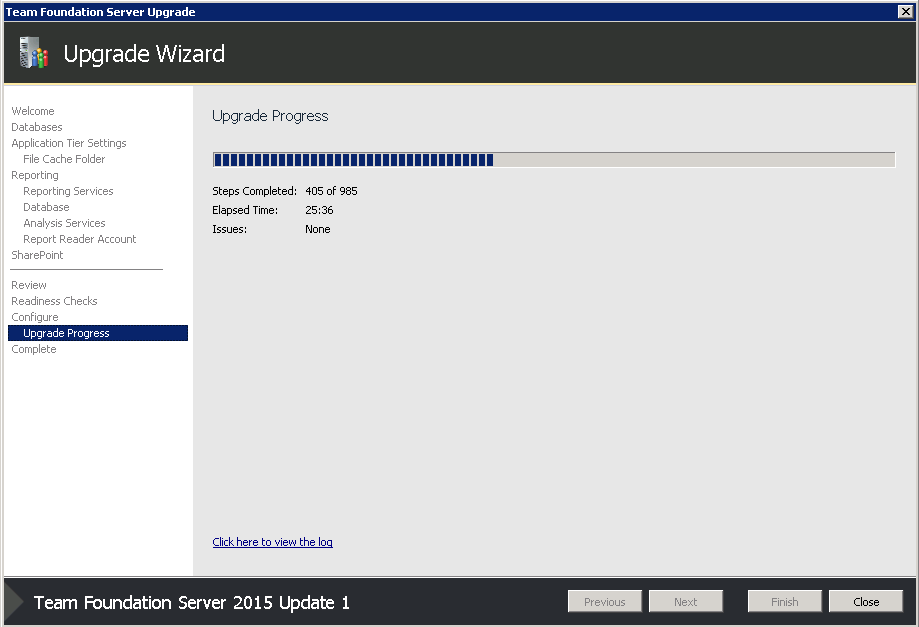 Team Foundation Server Upgrade
Upgrade Wizard
Welcome
Databases
Application Tier Settings
File Cache Folder
Reporting
Reporting Services
Database
Analysis Services
Report Reader Account
SharePoint
Review
Readiness Checks
Configure
Upgrade Progress
Complete
Upgrade Progress
Steps Completed: 405 of 985
Elapsed Time: 25:36
Issues: None
Click here to view the log
Team Foundation Server 2015 Update 1
Previous Next Finish Close